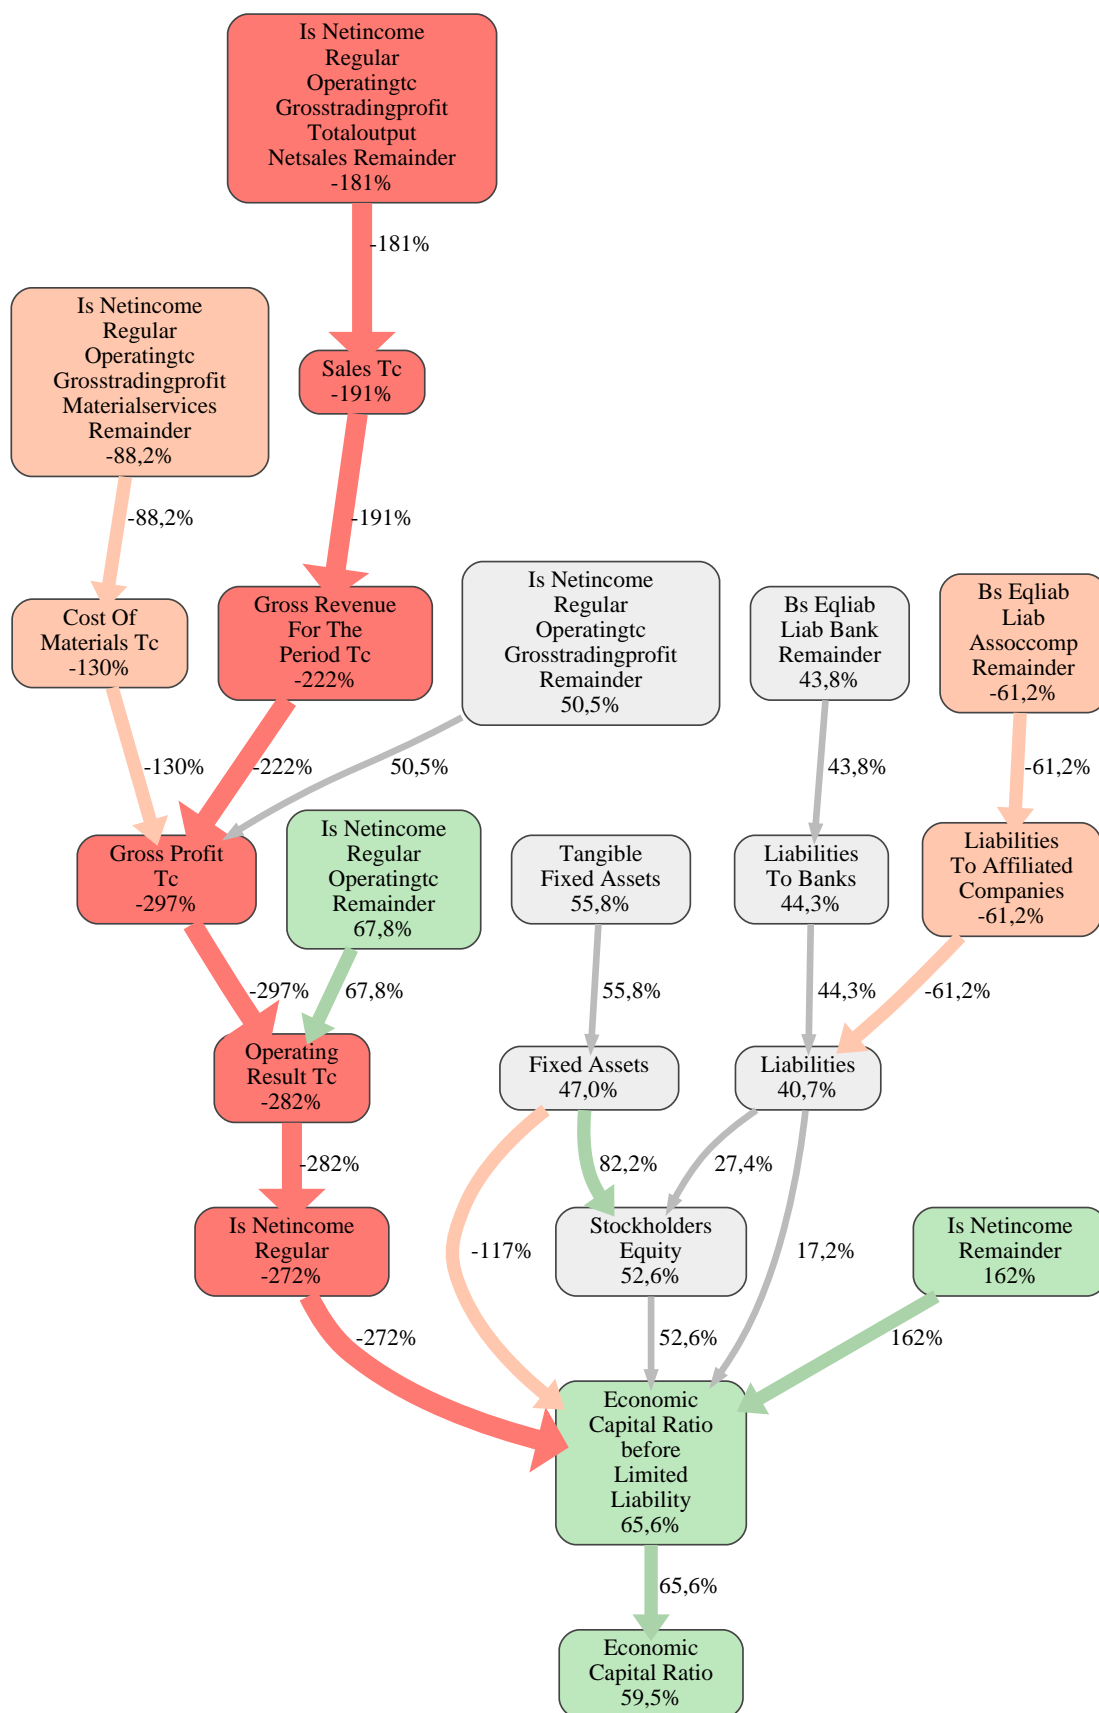 Is Netincome
Regular
Operatingtc
Grosstradingprofit
Totaloutput
Netsales Remainder
-181%
-181%
Is Netincome
Regular
Operatingtc
Grosstradingprofit
Materialservices
Remainder
-88,2%
Sales Tc
-191%
-88,2%
-191%
Cost Of
Materials Tc
-130%
Gross Revenue
For The
Period Tc
-222%
Is Netincome
Regular
Operatingtc
Grosstradingprofit
Remainder
50,5%
Bs Eqliab
Liab Bank
Remainder
43,8%
Bs Eqliab
Liab
Assoccomp
Remainder
-61,2%
-130%
-222%
50,5%
43,8%
-61,2%
Gross Profit
Tc
-297%
Is Netincome
Regular
Operatingtc
Remainder
67,8%
Tangible
Fixed Assets
55,8%
Liabilities
To Banks
44,3%
Liabilities
To Affiliated
Companies
-61,2%
-297%
67,8%
55,8%
44,3%
-61,2%
Operating
Result Tc
-282%
Fixed Assets
47,0%
Liabilities
40,7%
-282%
82,2%
27,4%
Is Netincome
Regular
-272%
-117%
Stockholders
Equity
52,6%
17,2%
Is Netincome
Remainder
162%
-272%
52,6%
162%
Economic
Capital Ratio
before
Limited
Liability
65,6%
65,6%
Economic
Capital Ratio
59,5%